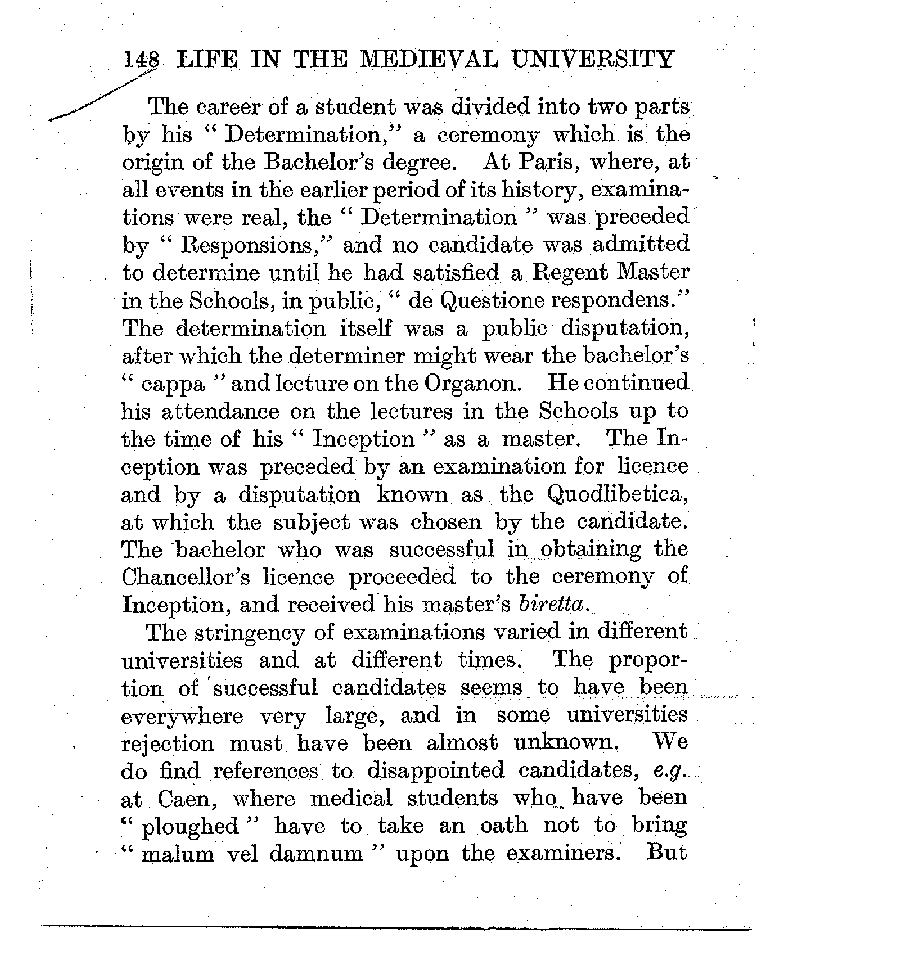 148 LIFE IN THE MEDIEVAL UNIVERSITY
The career of a student was divided into two parts
by his “ Determination,” a ceremony which is the
origin of the Bachelor’s degree. At Paris, where, at
all events in the earlier period of its history, examina-
tions were real, the “ Determination ” was preceded
by “ Responsions,” and no candidate was admitted
to determine until he had satisfied a Regent Master
in the Schools, in public, “ de Questione respondens.”
The determination itself was a public disputation,
after which the determiner might wear the bachelor’s
“ cappa ” and lecture on the Organon. He continued
his attendance on the lectures in the Schools up to
the time of his “ Inception ” as a master. The In-
ception was preceded by an examination for licence
and by a disputation known as the Quodlibetica,
at which the subject was chosen by the candidate.
The bachelor who was successful in obtaining the
Chancellor’s licence proceeded to the ceremony of
Inception, and received his master’s biretta.
The stringency of examinations varied in different
universities and at different times. The propor-
tion of successful candidates seems to have been
everywhere very large, and in some universities
rejection must have been almost unknown. We
do find references to disappointed candidates, e.g.
at Caen, where medical students who have been
“ ploughed ” have to take an oath not to bring
“ malum vel damnum ” upon the examiners. But